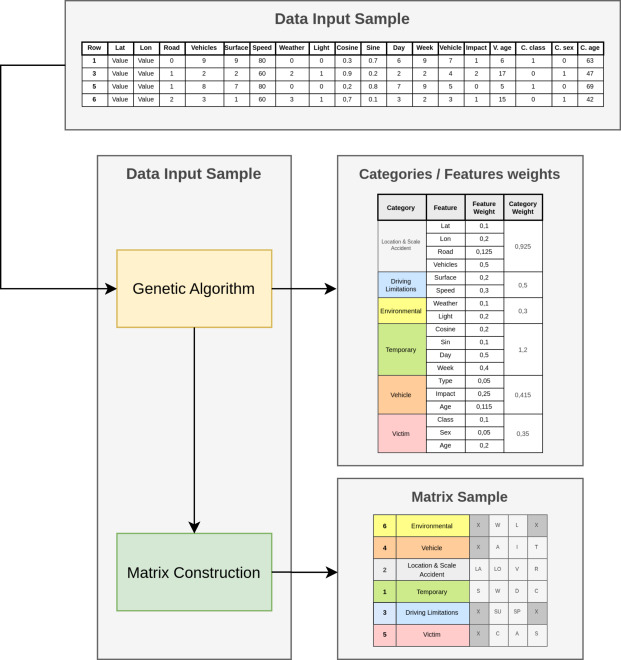 Data Input Sample
Row Lat Lon Road Vehicles Surface Speed Weather Light Cosine Sine Day Week Vehicle Impact V. age C. class C. sex C. age
1 Value Value 0 9 9 80 0 0 0.3 0.7 6 9 7 1 6 1 0 63
3 Value Value 1 2 2 60 2 1 0.9 0.2 2 2 4 2 17 0 1 47
5 Value Value 1 8 7 80 0 0 0,2 0.8 7 9 5 0 5 1 0 69
6 Value Value 2 3 1 60 3 1 0.7 0.1 3 2 3 1 15 0 1 42
Data Input Sample
Genetic Algorithm
Matrix Construction
Categories / Features weights
Category Feature Feature Weight Category Weight
Location & Scale Accident
Lat 0,1
Lon 0,2
Road 0,125
Vehicles 0,5
0,925
Driving Limitations
Surface 0,2
Speed 0,3
0,5
Environmental
Weather 0,1
Light 0,2
0,3
Temporary
Cosine 0,2
Sin 0,1
Day 0,5
Week 0,4
1,2
Vehicle
Type 0,05
Impact 0,25
Age 0,115
0,415
Victim
Class 0,1
Sex 0,05
Age 0,2
0,35
Matrix Sample
6 Environmental X W L X
4 Vehicle X A I T
2 Location & Scale Accident LA LO V R
1 Temporary S W D C
3 Driving Limitations X SU SP X
5 Victim X C A S